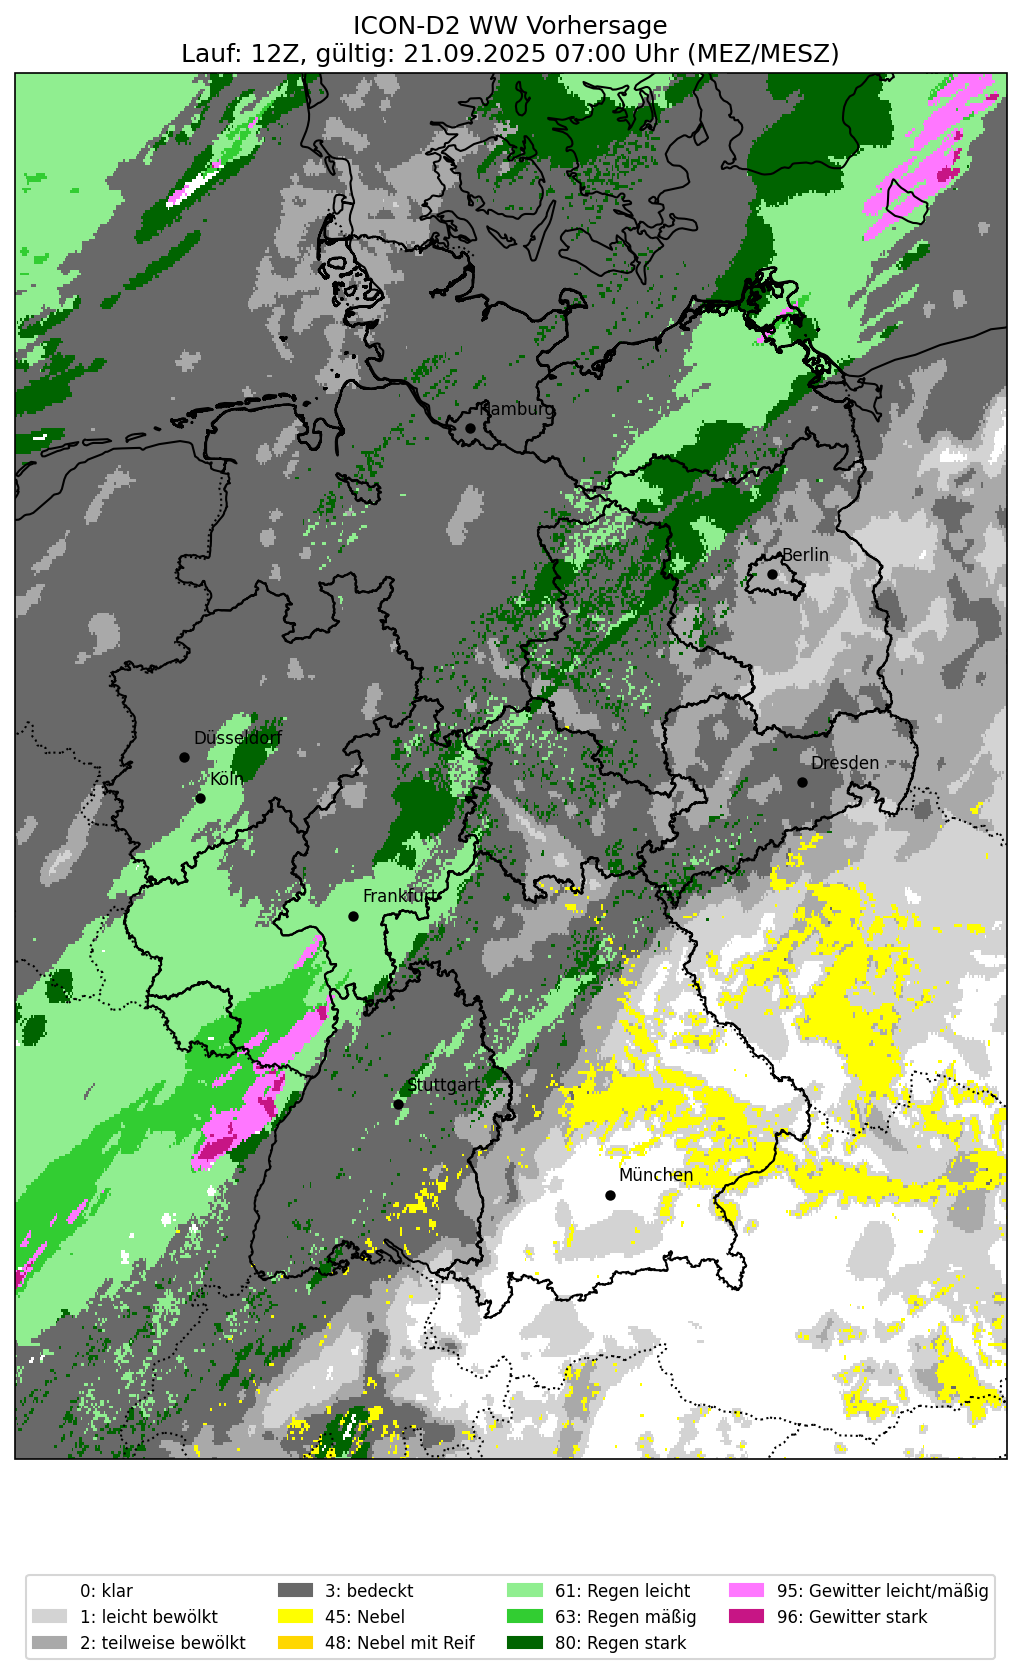 ICON-D2 WW Vorhersage
Lauf: 12Z, gültig: 21.09.2025 07:00 Uhr (MEZ/MESZ)
Hamburg
Berlin
Düsseldorf
Dresden
Köln
Frankfurt
Stuttgart
München
0: klar
1: leicht bewölkt
2: teilweise bewölkt
3: bedeckt
45: Nebel
48: Nebel mit Reif
61: Regen leicht
63: Regen mäßig
80: Regen stark
95: Gewitter leicht/mäßig
96: Gewitter stark